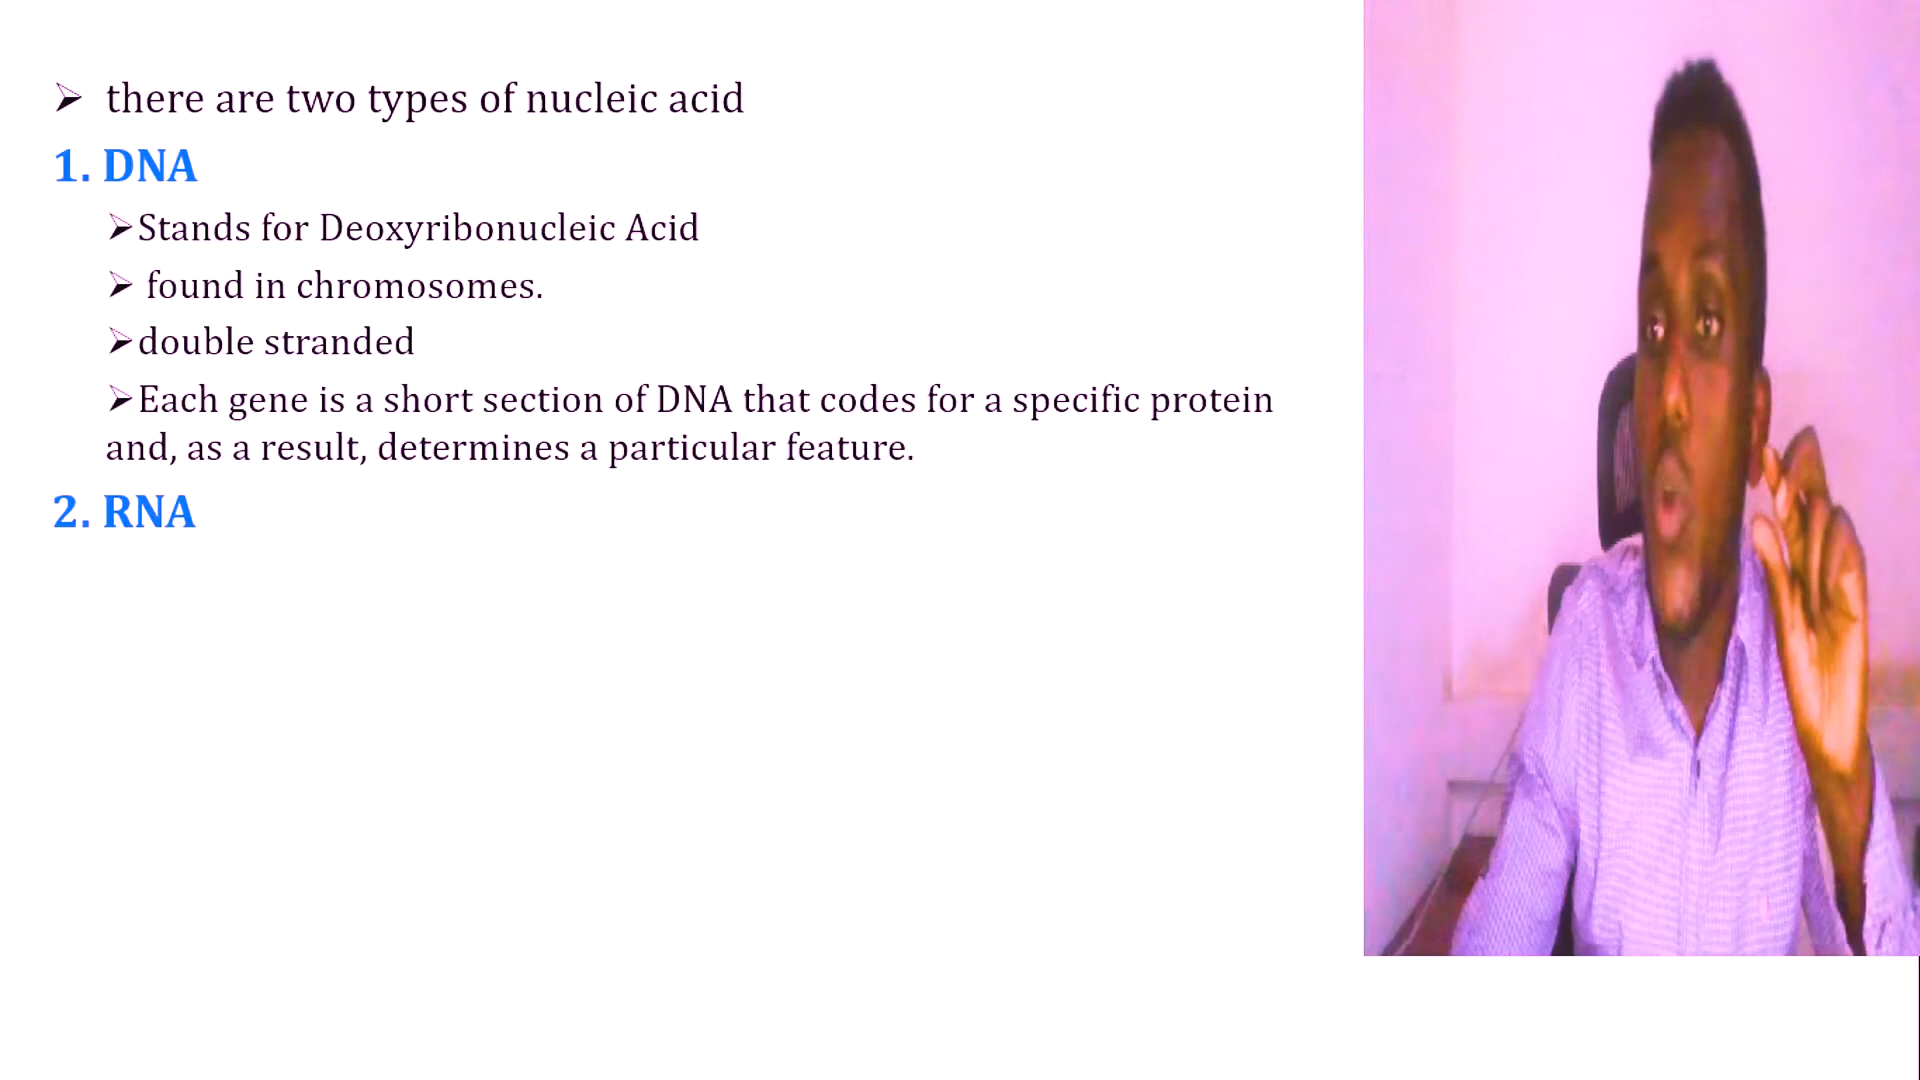 ➢ there are two types of nucleic acid
1. DNA
➢Stands for Deoxyribonucleic Acid
➢ found in chromosomes.
➢double stranded
➢Each gene is a short section of DNA that codes for a specific protein
and, as a result, determines a particular feature.
2. RNA